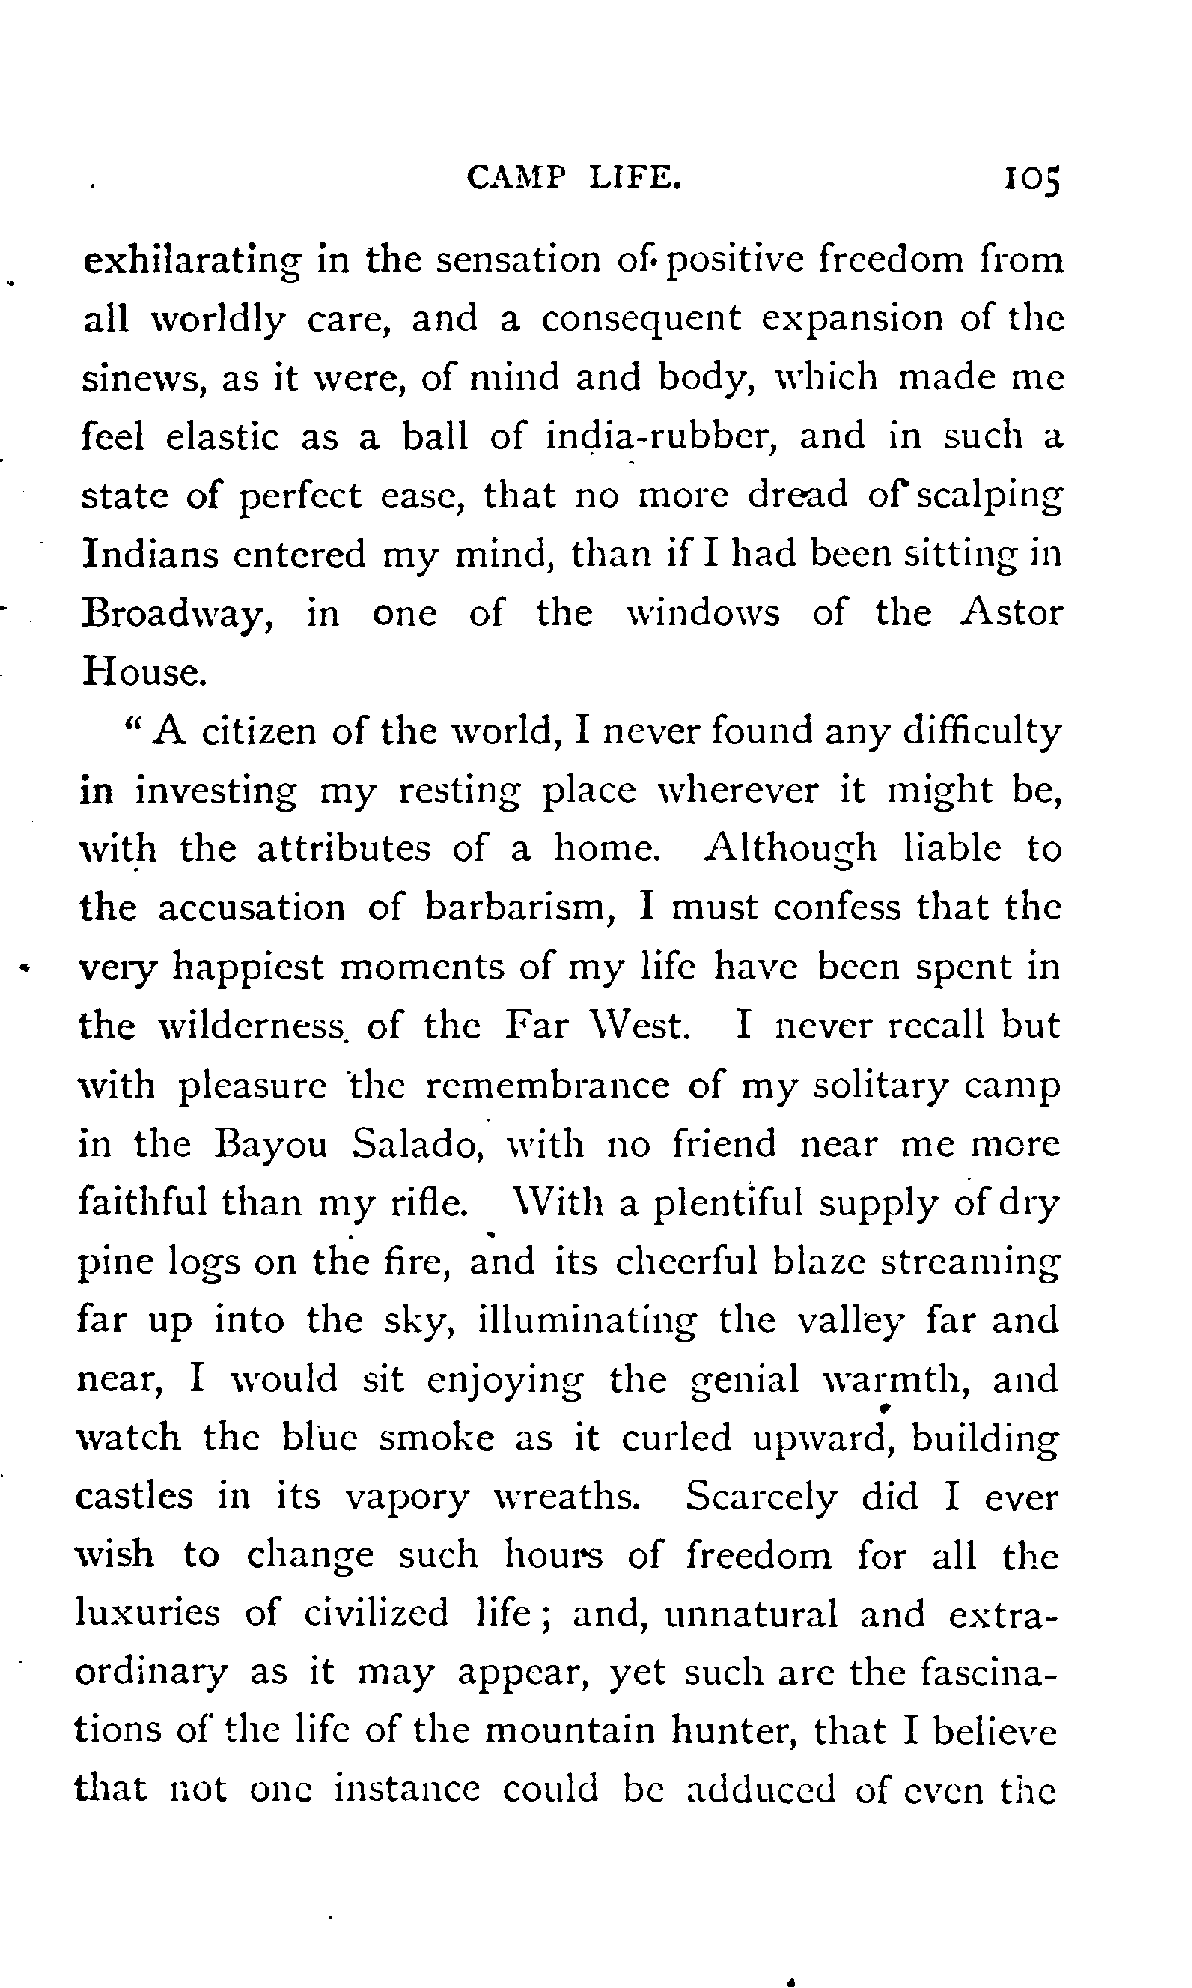 CAMP LIFE. 105
exhilarating in the sensation of positive freedom from
all worldly care, and a consequent expansion of the
sinews, as it were, of mind and body, which made me
feel elastic as a ball of india-rubber, and in such a
state of perfect ease, that no more dread of scalping
Indians entered my mind, than if I had been sitting in
Broadway, in one of the windows of the Astor
House.
“ A citizen of the world, I never found any difficulty
in investing my resting place wherever it might be,
with the attributes of a home. Although liable to
the accusation of barbarism, I must confess that the
very happiest moments of my life have been spent in
the wilderness of the Far West. I never recall but
with pleasure the remembrance of my solitary camp
in the Bayou Salado, with no friend near me more
faithful than my rifle. With a plentiful supply of dry
pine logs on the fire, and its cheerful blaze streaming
far up into the sky, illuminating the valley far and
near, I would sit enjoying the genial warmth, and
watch the blue smoke as it curled upward, building
castles in its vapory wreaths. Scarcely did I ever
wish to change such hours of freedom for all the
luxuries of civilized life ; and, unnatural and extra-
ordinary as it may appear, yet such are the fascina-
tions of the life of the mountain hunter, that I believe
that not one instance could be adduced of even the